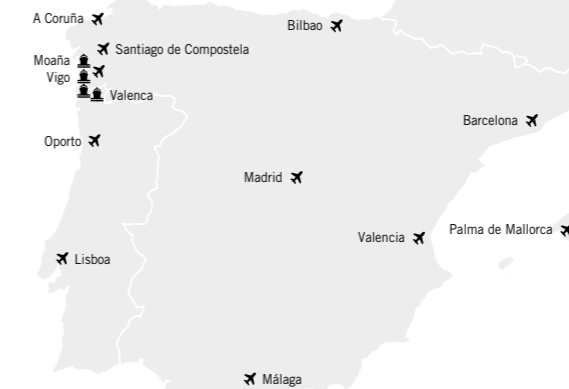 A Coruña
Bilbao
Santiago de Compostela
Moaña
Vigo
Valenca
Barcelona
Oporto
Madrid
Palma de Mallorca
Valencia
Lisboa
Málaga